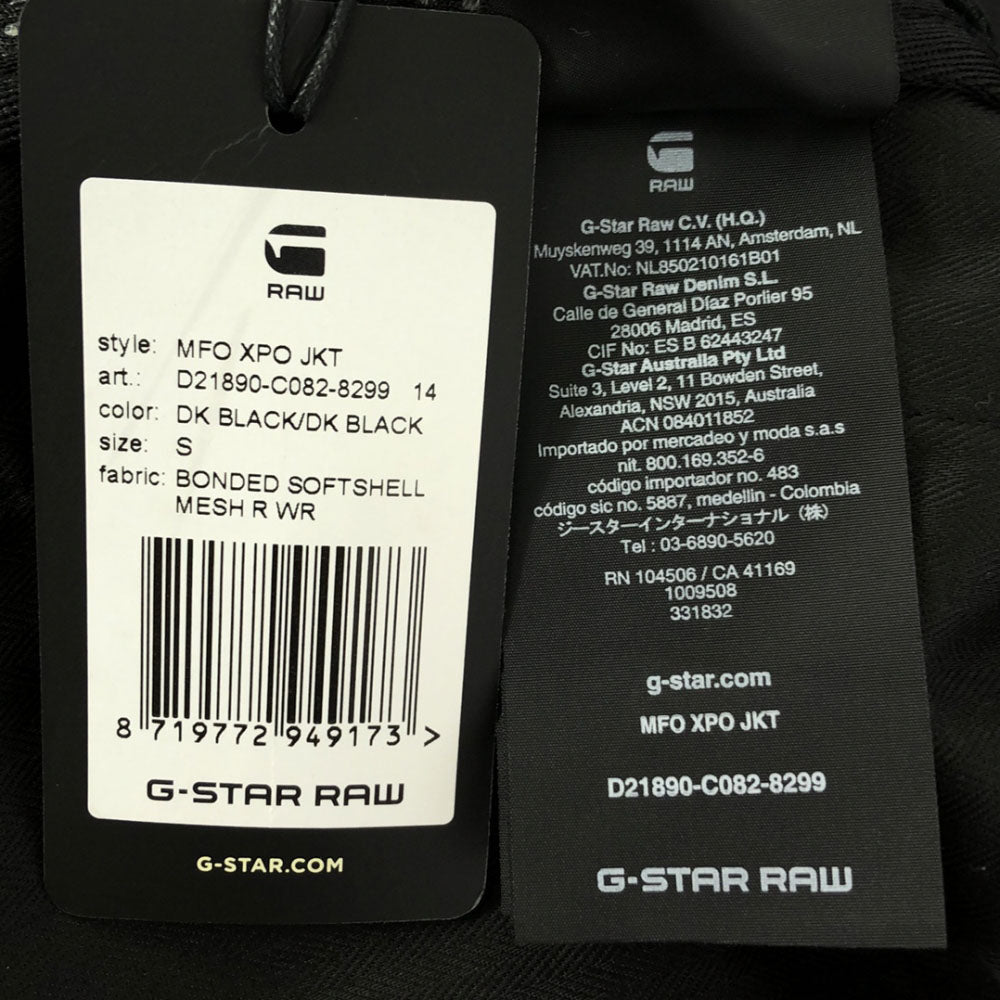 RAW
style: MFO XPO JKT
art.: D21890-C082-8299 14
color: DK BLACK/DK BLACK
size: S
fabric: BONDED SOFTSHELL
MESH R WR
8 719772 949173 >
G-STAR RAW
G-STAR.COM
RAW
G-Star Raw C.V. (H.Q.)
Muyskenweg 39, 1114 AN, Amsterdam, NL
VAT.No: NL850210161B01
G-Star Raw Denim S.L.
Calle de General Díaz Porlier 95
28006 Madrid, ES
CIF No: ES B 62443247
G-Star Australia Pty Ltd
Suite 3, Level 2, 11 Bowden Street,
Alexandria, NSW 2015, Australia
ACN 084011852
Importado por mercadeo y moda s.a.s
nit. 800.169.352-6
código importador no. 483
código sic no. 5887, medellin - Colombia
ジースターインターナショナル（株）
Tel : 03-6890-5620
RN 104506 / CA 41169
1009508
331832
g-star.com
MFO XPO JKT
D21890-C082-8299
G-STAR RAW